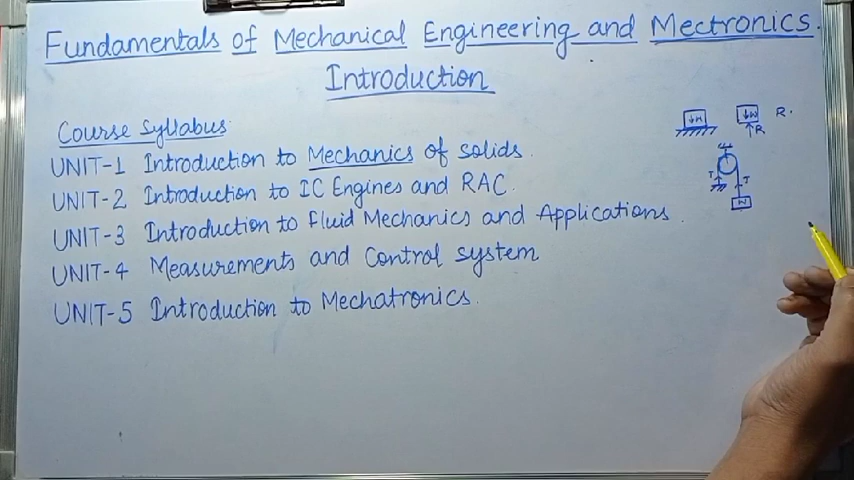 Fundamentals of Mechanical Engineering and Mectronics.
Introduction
Course Syllabus
UNIT-1 Introduction to Mechanics of solids.
UNIT-2 Introduction to IC Engines and RAC.
UNIT-3 Introduction to Fluid Mechanics and Applications.
UNIT-4 Measurements and Control system
UNIT-5 Introduction to Mechatronics.
W W R.
R
T T
W